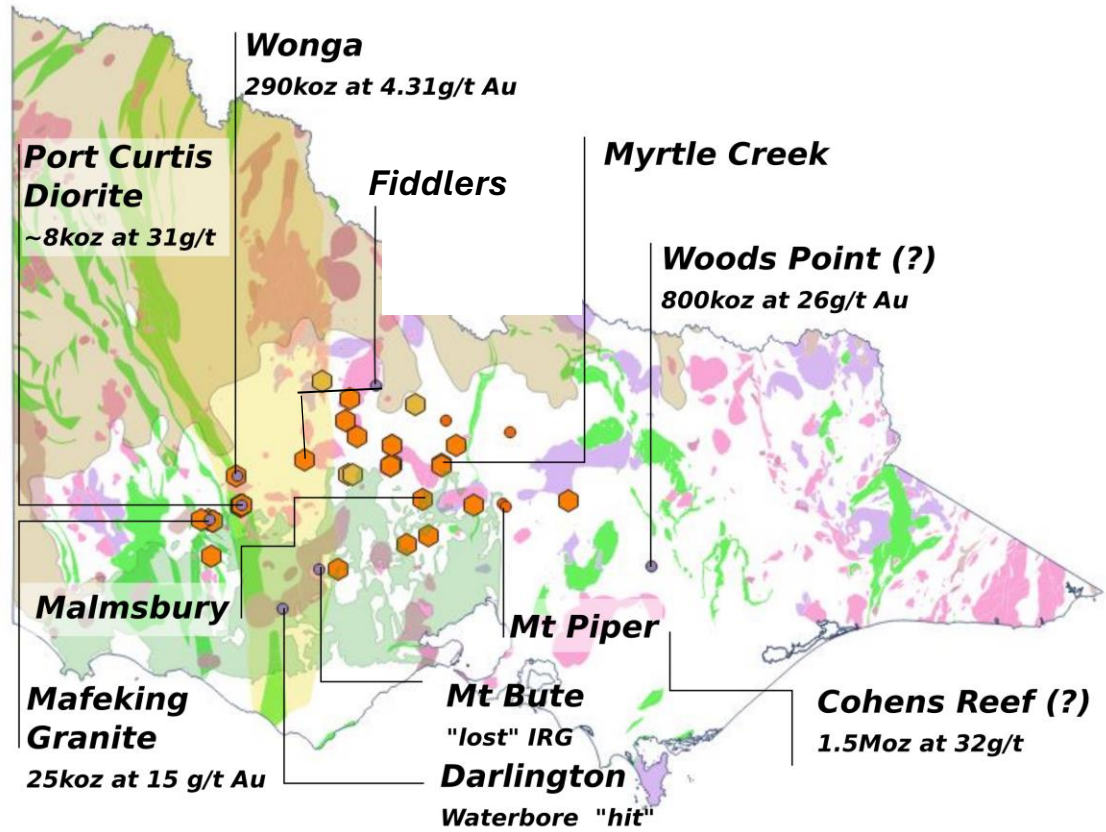 Wonga
290koz at 4.31g/t Au
Port Curtis
Diorite
~8koz at 31g/t
Fiddlers
Myrtle Creek
Woods Point (?)
800koz at 26g/t Au
Malmsbury
Mt Piper
Mafeking
Granite
25koz at 15 g/t Au
Mt Bute
"lost" IRG
Darlington
Waterbore "hit"
Cohens Reef (?)
1.5Moz at 32g/t